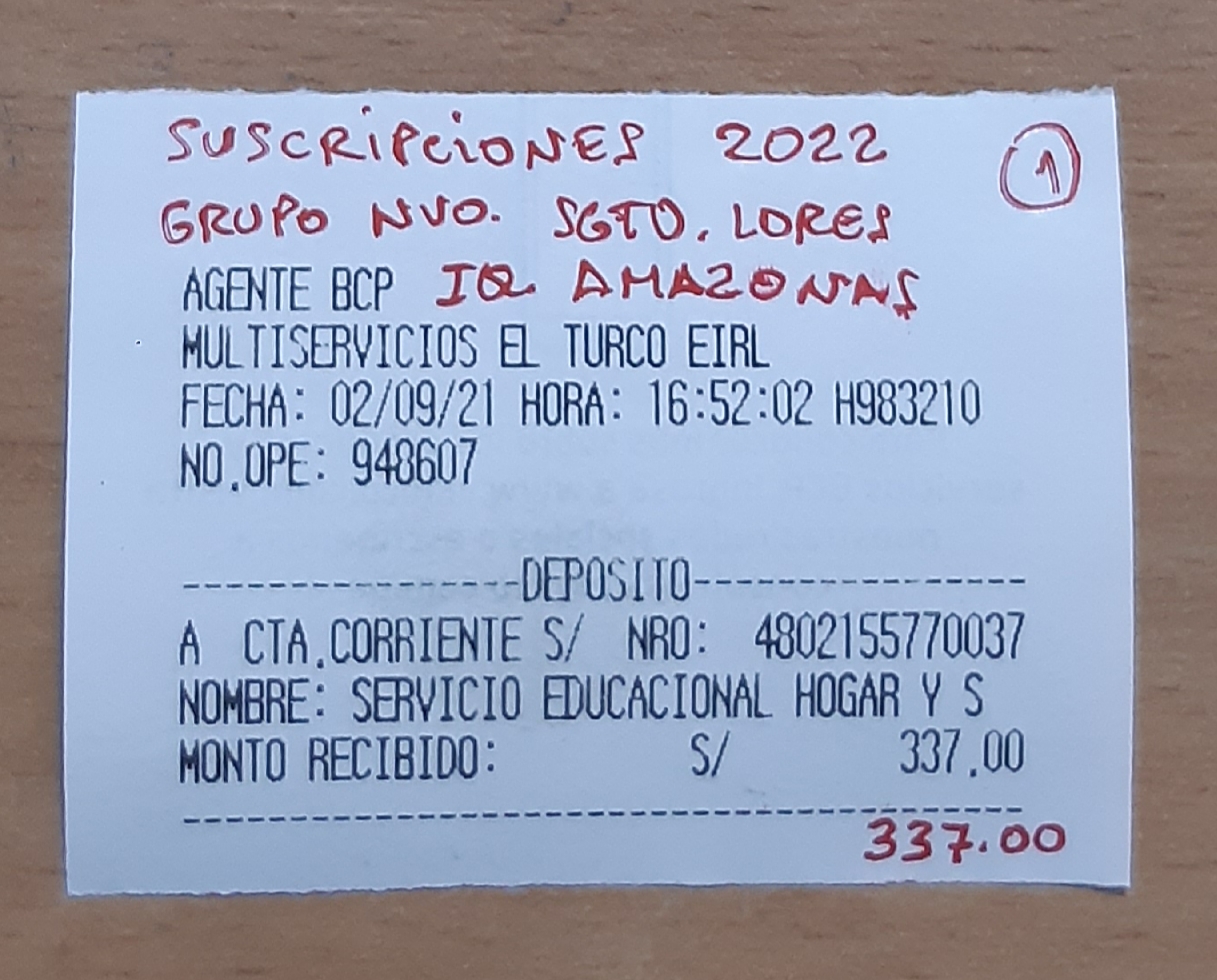 SUSCRIPCIONES 2022 1
GRUPO NVO. SGTO. LORES
AGENTE BCP IQ. AMAZONAS
MULTISERVICIOS EL TURCO EIRL
FECHA: 02/09/21 HORA: 16:52:02 H983210
NO.OPE: 948607
----------------DEPOSITO----------------
A CTA.CORRIENTE S/ NRO: 4802155770037
NOMBRE: SERVICIO EDUCACIONAL HOGAR Y S
MONTO RECIBIDO: S/ 337.00
337.00